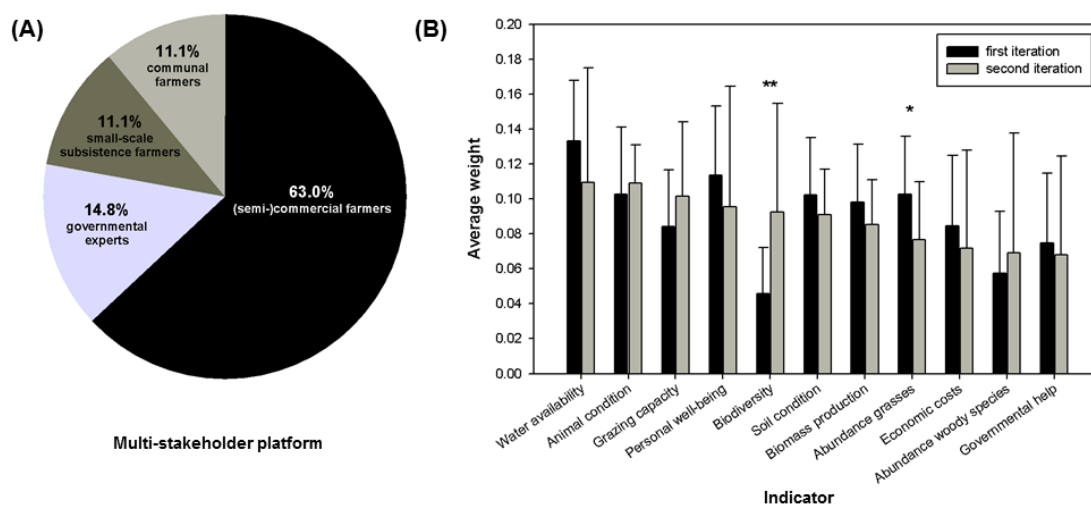 (A)
11.1%
communal
farmers
11.1%
small-scale
subsistence farmers
63.0%
(semi-)commercial farmers
14.8%
governmental
experts
Multi-stakeholder platform
(B)
first iteration
second iteration
**
*
Average weight
0.20
0.18
0.16
0.14
0.12
0.10
0.08
0.06
0.04
0.02
0.00
Water availability
Animal condition
Grazing capacity
Personal well-being
Biodiversity
Soil condition
Biomass production
Abundance grasses
Economic costs
Abundance woody species
Governmental help
Indicator